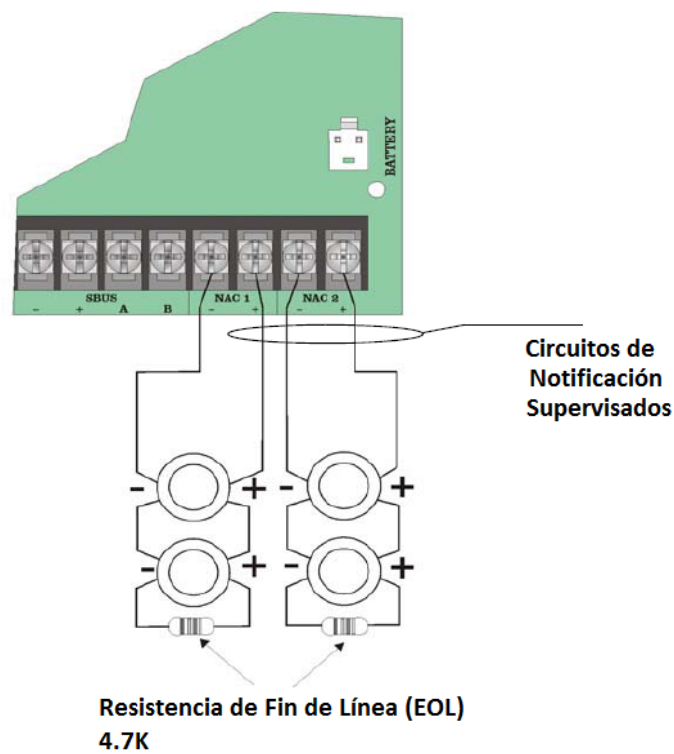 BATTERY
SBUS NAC 1 NAC 2
- + A B - + - +
Circuitos de
Notificación
Supervisados
- + - +
- + - +
Resistencia de Fin de Línea (EOL)
4.7K